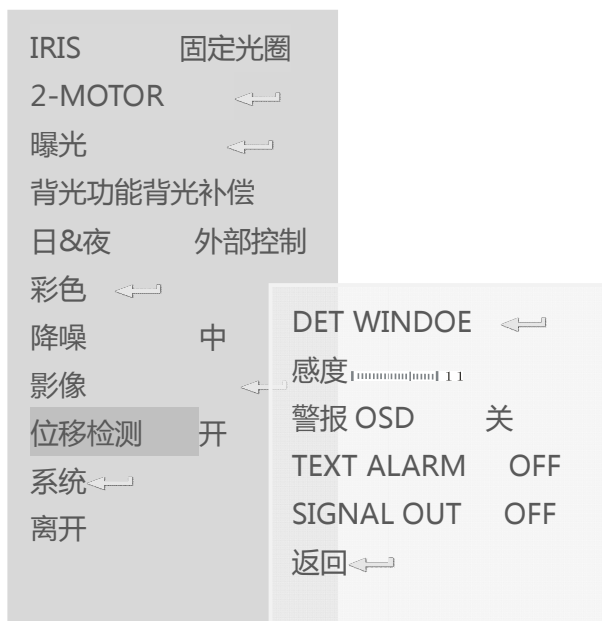 IRIS 固定光圈
2-MOTOR
曝光
背光功能背光补偿
日&夜 外部控制
彩色
降噪 中
影像
位移检测 开
系统
离开
DET WINDOE
感度 11
警报 OSD 关
TEXT ALARM OFF
SIGNAL OUT OFF
返回